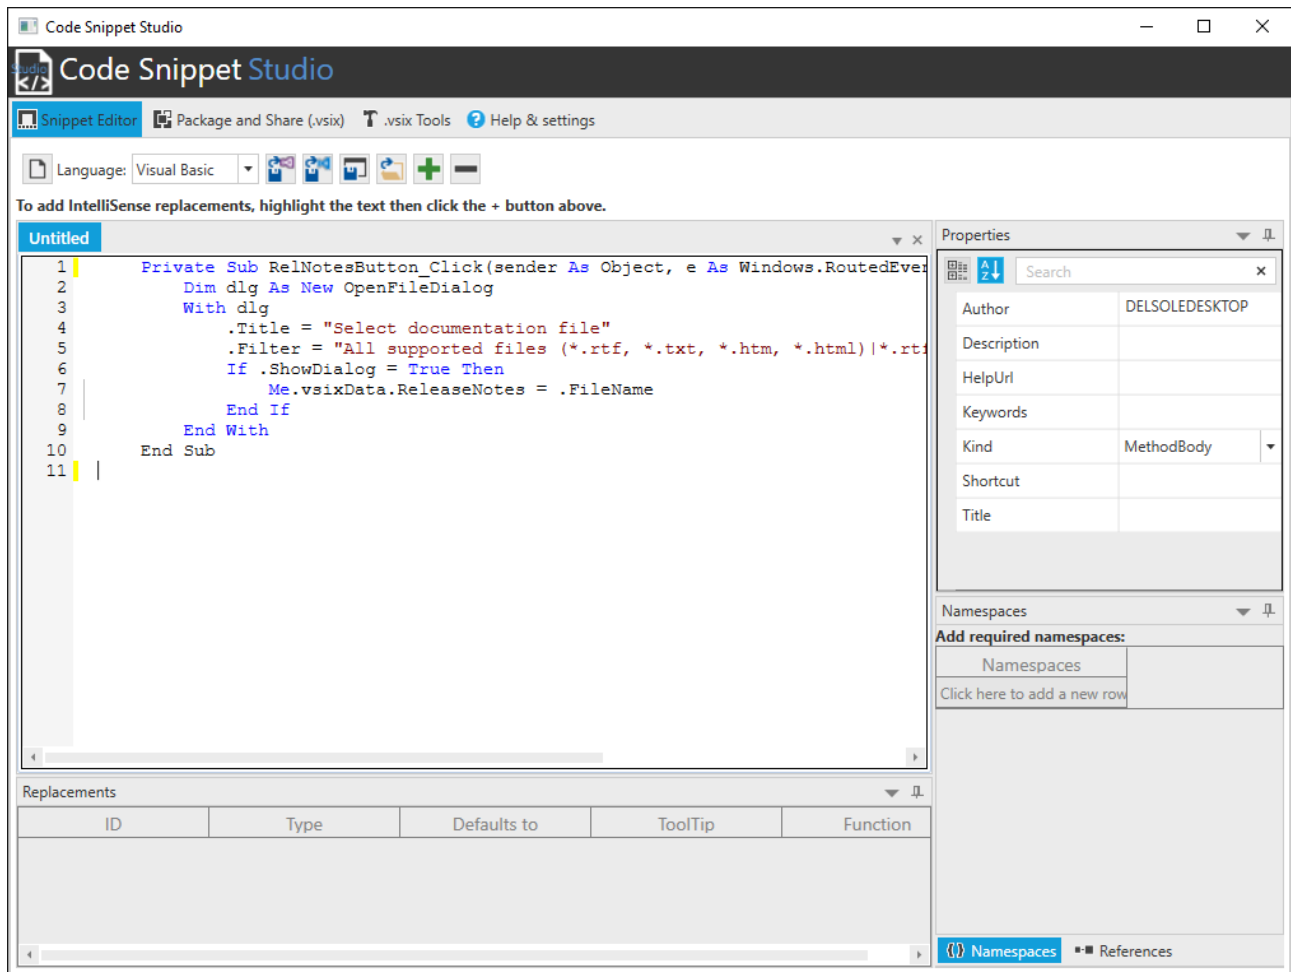 Code Snippet Studio
Studio
</>
Code Snippet Studio
Snippet Editor Package and Share (.vsix) .vsix Tools ? Help & settings
Language: Visual Basic
To add IntelliSense replacements, highlight the text then click the + button above.
Untitled
1 Private Sub RelNotesButton_Click(sender As Object, e As Windows.RoutedEver
2 Dim dlg As New OpenFileDialog
3 With dlg
4 .Title = "Select documentation file"
5 .Filter = "All supported files (*.rtf, *.txt, *.htm, *.html)|*.rtf
6 If .ShowDialog = True Then
7 Me.vsixData.ReleaseNotes = .FileName
8 End If
9 End With
10 End Sub
11
Replacements
ID Type Defaults to ToolTip Function
Properties
A Z Search
Author DELSOLEDESKTOP
Description
HelpUrl
Keywords
Kind MethodBody
Shortcut
Title
Namespaces
Add required namespaces:
Namespaces
Click here to add a new row
{} Namespaces References